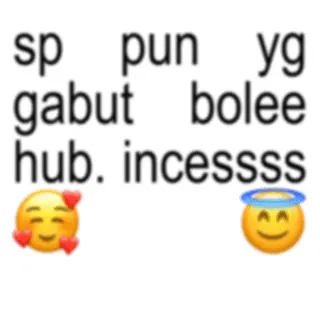 sp pun yg
gabut bolee
hub. incessss
🥰 😇